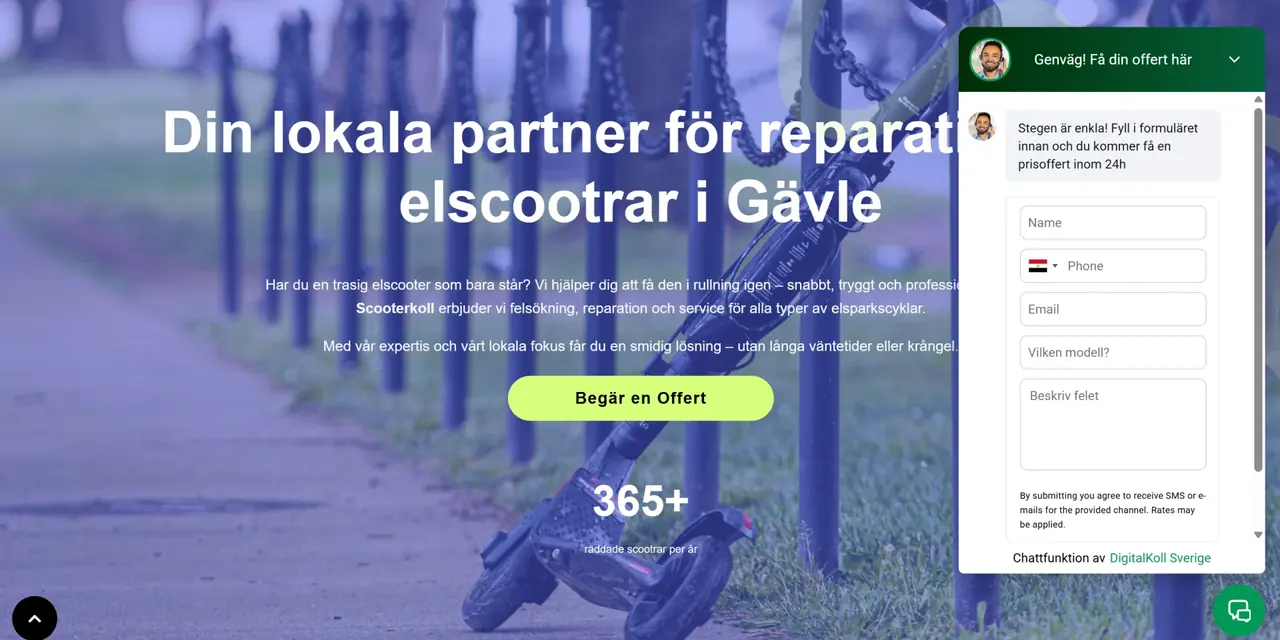 Din lokala partner för reparati
elscootrar i Gävle
Har du en trasig elscooter som bara står? Vi hjälper dig att få den i rullning igen – snabbt, tryggt och professio
Scooterkoll erbjuder vi felsökning, reparation och service för alla typer av elsparkscyklar.
Med vår expertis och vårt lokala fokus får du en smidig lösning – utan långa väntetider eller krångel.
Begär en Offert
365+
räddade scootrar per år
Genväg! Få din offert här
Stegen är enkla! Fyll i formuläret
innan och du kommer få en
prisoffert inom 24h
Name
Phone
Email
Vilken modell?
Beskriv felet
By submitting you agree to receive SMS or e-
mails for the provided channel. Rates may
be applied.
Chattfunktion av DigitalKoll Sverige